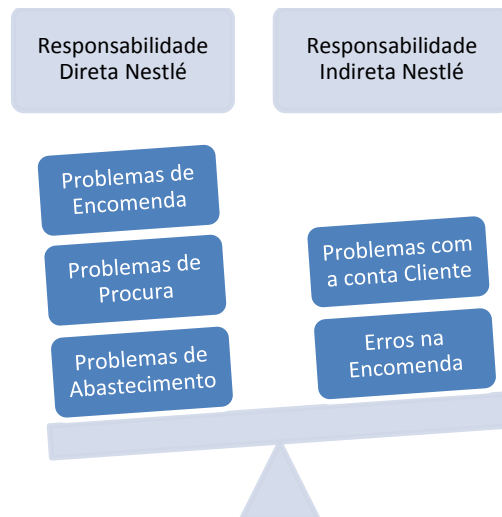 Responsabilidade
Direta Nestlé
Responsabilidade
Indireta Nestlé
Problemas de
Encomenda
Problemas de
Procura
Problemas de
Abastecimento
Problemas com
a conta Cliente
Erros na
Encomenda